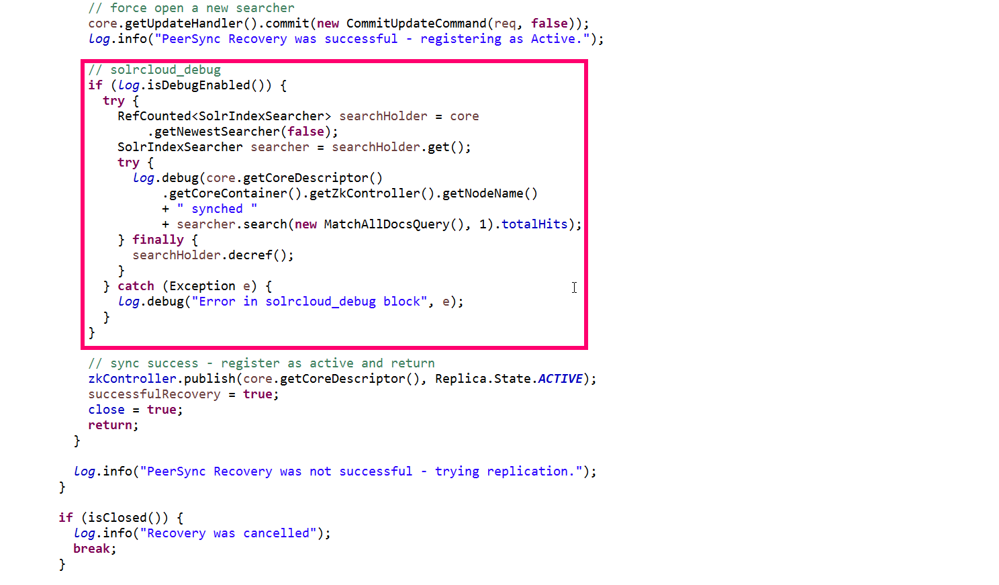 // force open a new searcher
core.getUpdateHandler().commit(new CommitUpdateCommand(req, false));
log.info("PeerSync Recovery was successful - registering as Active.");
// solrcloud_debug
if (log.isDebugEnabled()) {
try {
RefCounted<SolrIndexSearcher> searchHolder = core
.getNewestSearcher(false);
SolrIndexSearcher searcher = searchHolder.get();
try {
log.debug(core.getCoreDescriptor()
.getCoreContainer().getZkController().getNodeName()
+ " synched "
+ searcher.search(new MatchAllDocsQuery(), 1).totalHits);
} finally {
searchHolder.decref();
}
} catch (Exception e) {
log.debug("Error in solrcloud_debug block", e);
}
}
// sync success - register as active and return
zkController.publish(core.getCoreDescriptor(), Replica.State.ACTIVE);
successfulRecovery = true;
close = true;
return;
}
log.info("PeerSync Recovery was not successful - trying replication.");
}
if (isClosed()) {
log.info("Recovery was cancelled");
break;
}